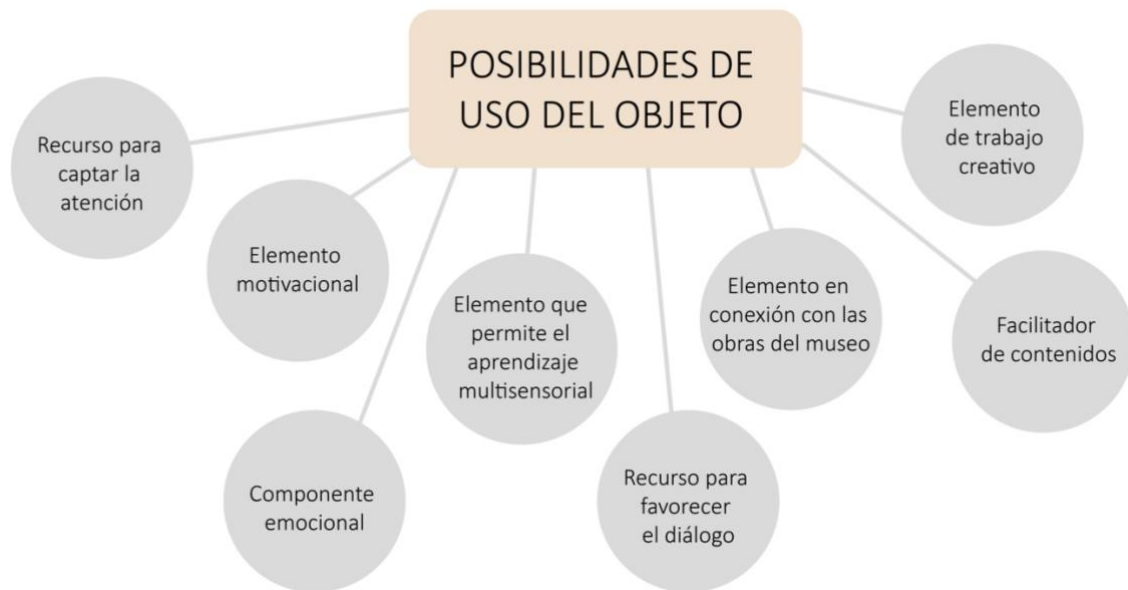 POSIBILIDADES DE
USO DEL OBJETO
Recurso para
captar la
atención
Elemento
motivacional
Componente
emocional
Elemento que
permite el
aprendizaje
multisensorial
Recurso para
favorecer
el diálogo
Elemento en
conexión con las
obras del museo
Facilitador
de contenidos
Elemento
de trabajo
creativo